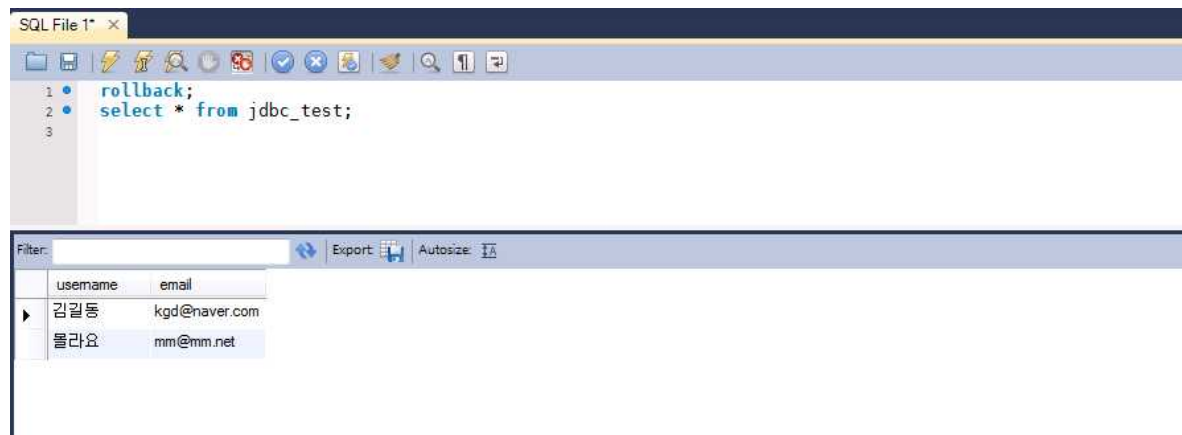 SQL File 1* ×
1 rollback;
2 select * from jdbc_test;
3
Filter: Export: Autosize:
username email
김길동 kgd@naver.com
몰라요 mm@mm.net